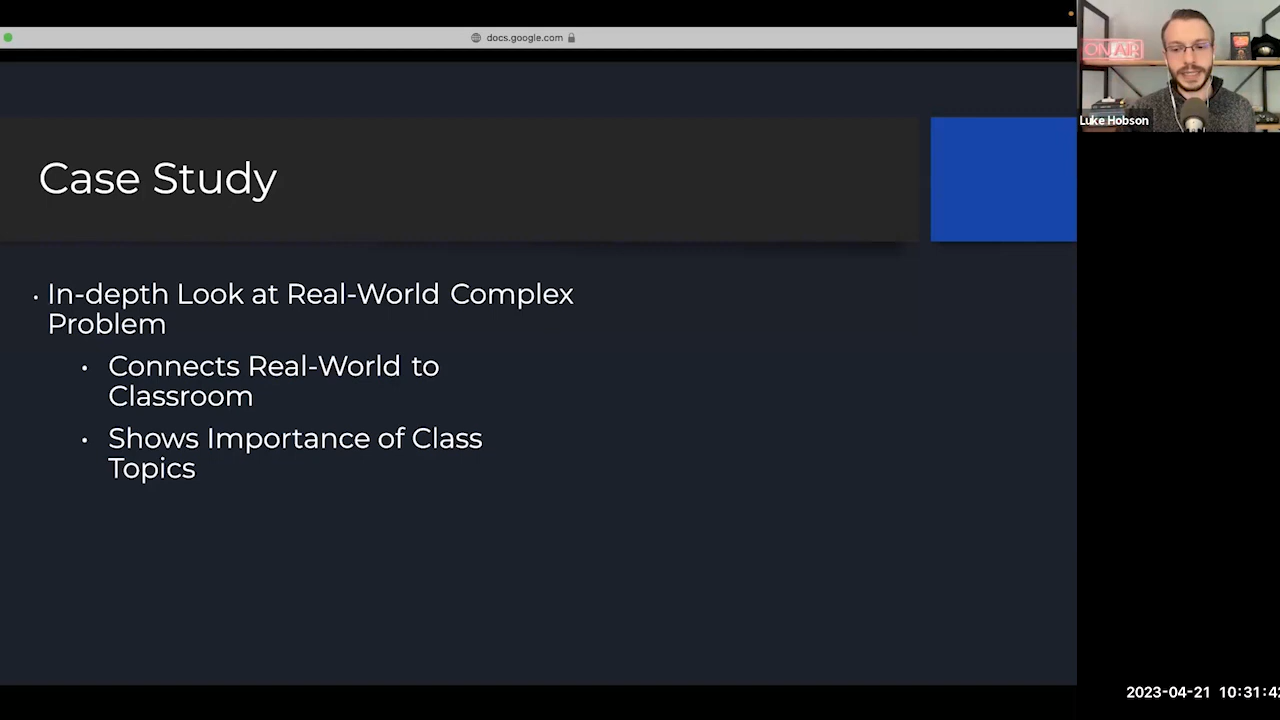 docs.google.com
ON AIR
Luke Hobson
Case Study
· In-depth Look at Real-World Complex
Problem
· Connects Real-World to
Classroom
· Shows Importance of Class
Topics
2023-04-21 10:31:42